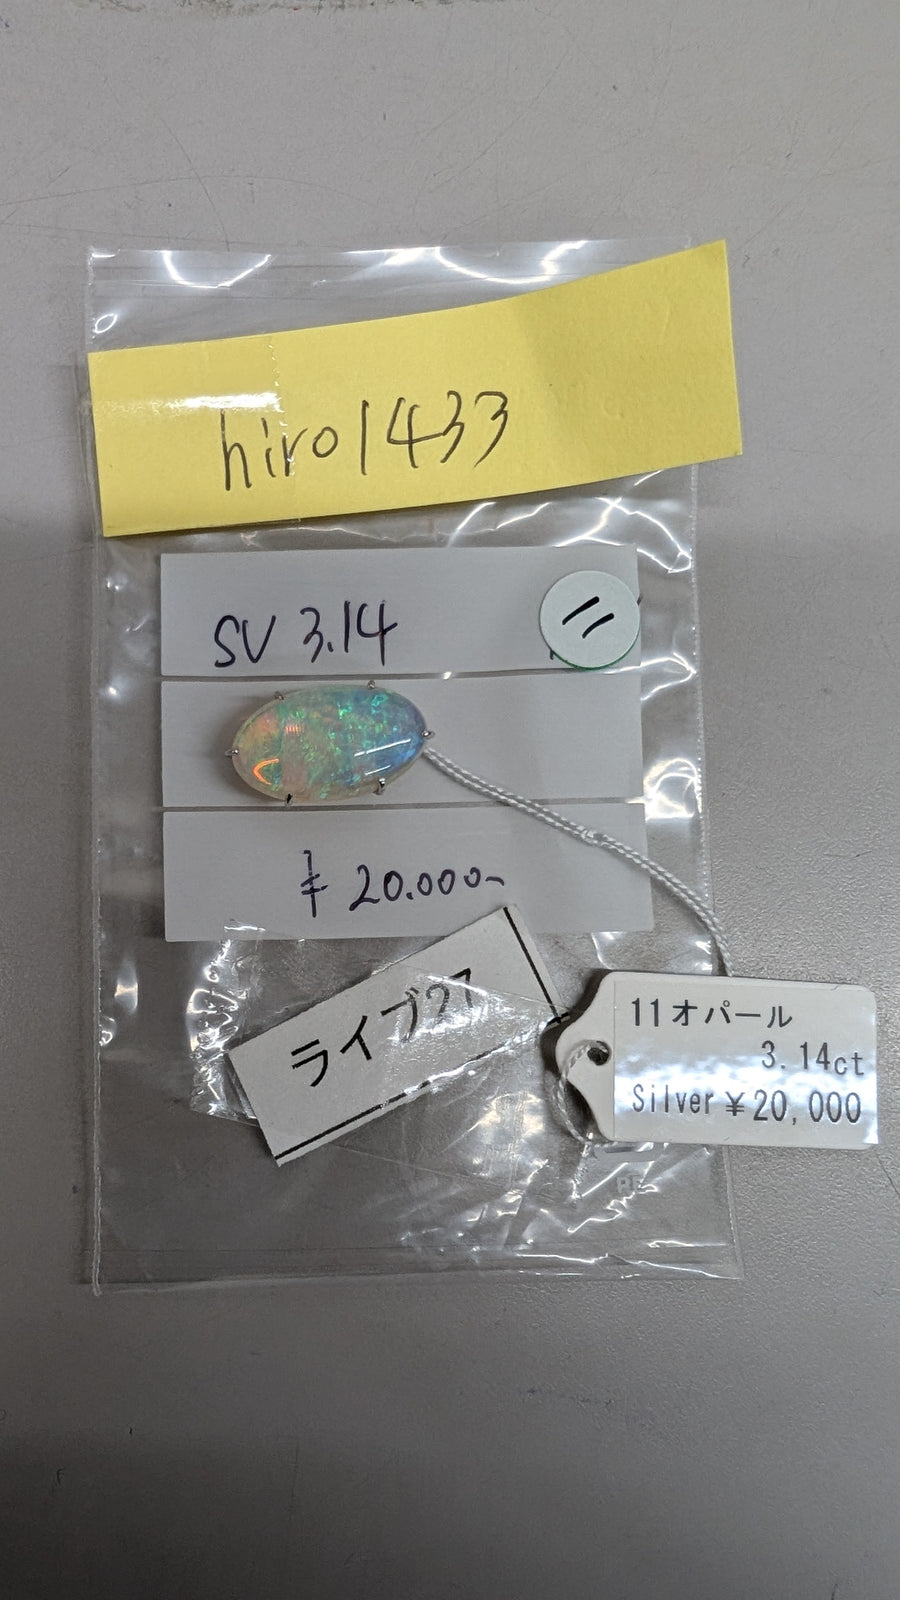 hiro1433
SV 3.14
11
¥ 20.000-
ライブ27
11オパール
3.14ct
Silver ¥20,000